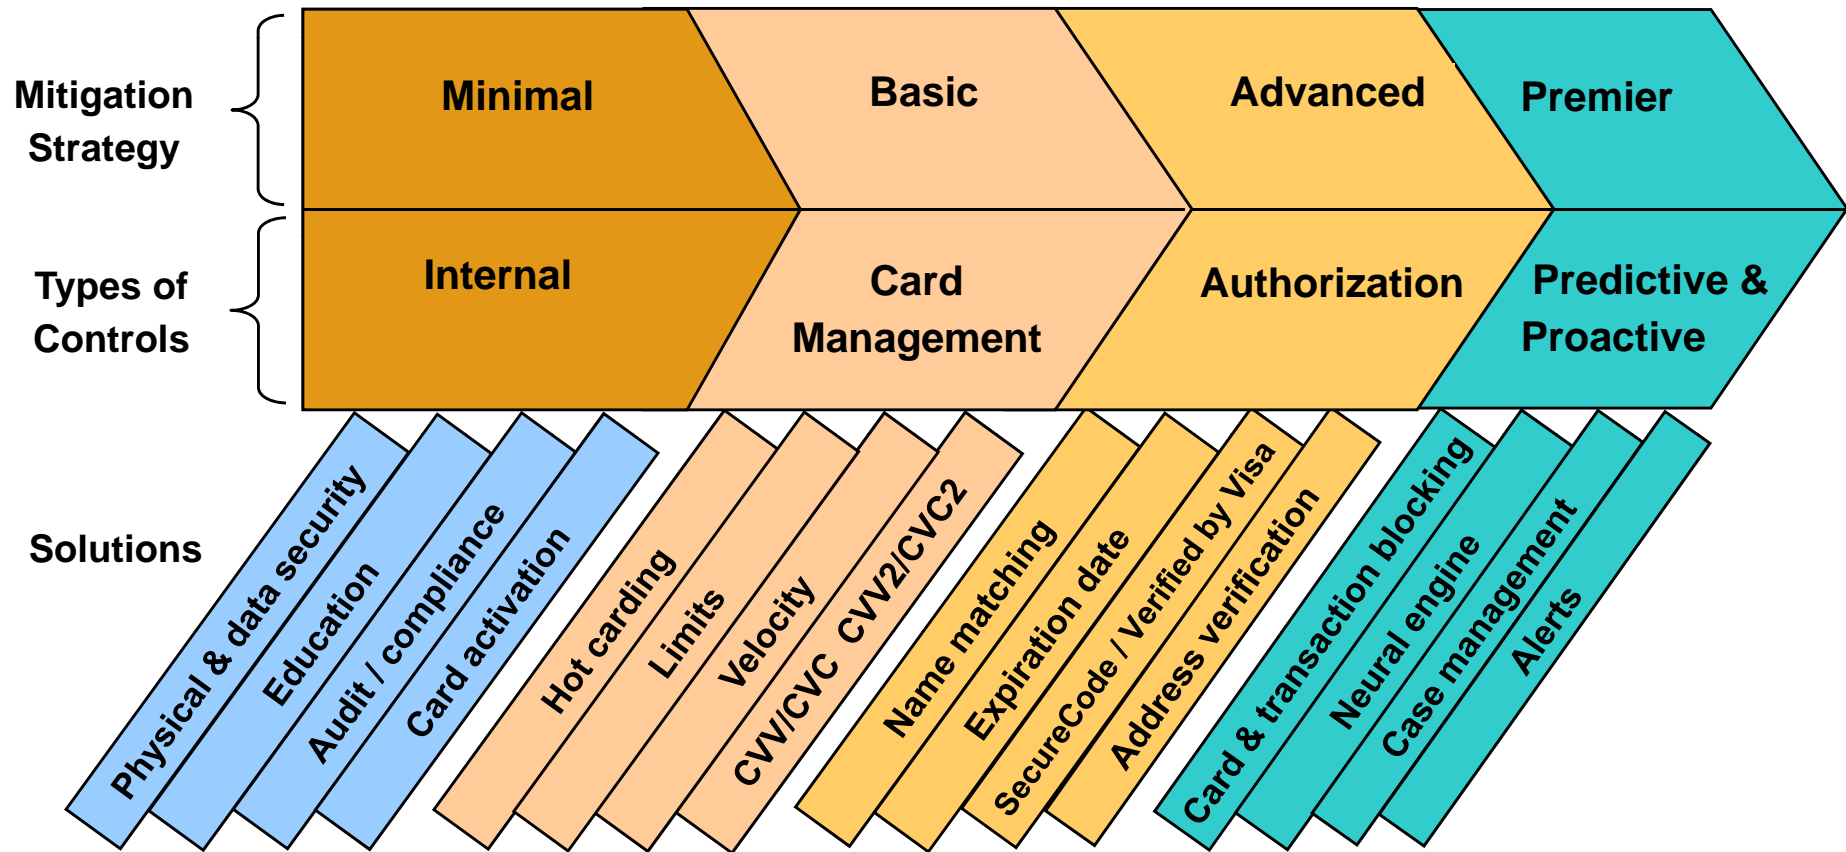 Mitigation
Strategy
Minimal
Basic
Advanced
Premier
Types of
Controls
Internal
Card
Management
Authorization
Predictive &
Proactive
Solutions
Physical & data security
Education
Audit / compliance
Card activation
Hot carding
Limits
Velocity
CVV/CVC CVV2/CVC2
Name matching
Expiration date
SecureCode / Verified by Visa
Address verification
Card & transaction blocking
Neural engine
Case management
Alerts